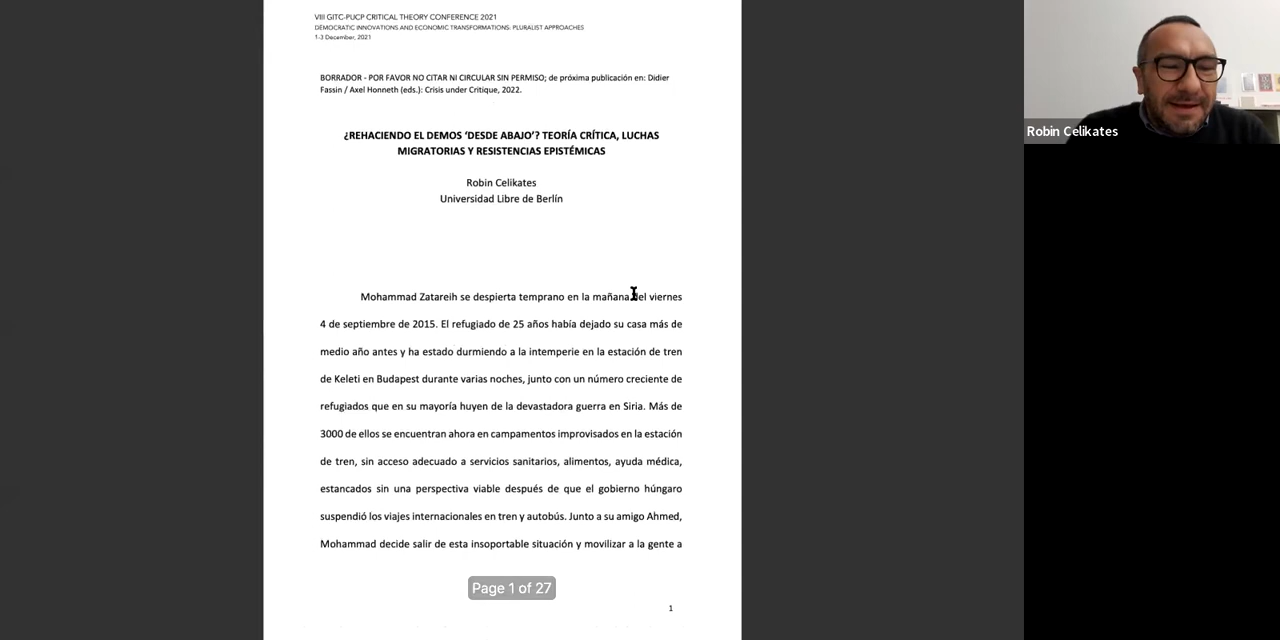 VIII GITC-PUCP CRITICAL THEORY CONFERENCE 2021
DEMOCRATIC INNOVATIONS AND ECONOMIC TRANSFORMATIONS: PLURALIST APPROACHES
1-3 December, 2021
BORRADOR - POR FAVOR NO CITAR NI CIRCULAR SIN PERMISO; de próxima publicación en: Didier
Fassin / Axel Honneth (eds.): Crisis under Critique, 2022.
¿REHACIENDO EL DEMOS ‘DESDE ABAJO’? TEORÍA CRÍTICA, LUCHAS
MIGRATORIAS Y RESISTENCIAS EPISTÉMICAS
Robin Celikates
Universidad Libre de Berlín
Mohammad Zatareih se despierta temprano en la mañana del viernes
4 de septiembre de 2015. El refugiado de 25 años había dejado su casa más de
medio año antes y ha estado durmiendo a la intemperie en la estación de tren
de Keleti en Budapest durante varias noches, junto con un número creciente de
refugiados que en su mayoría huyen de la devastadora guerra en Siria. Más de
3000 de ellos se encuentran ahora en campamentos improvisados en la estación
de tren, sin acceso adecuado a servicios sanitarios, alimentos, ayuda médica,
estancados sin una perspectiva viable después de que el gobierno húngaro
suspendió los viajes internacionales en tren y autobús. Junto a su amigo Ahmed,
Mohammad decide salir de esta insoportable situación y movilizar a la gente a
Page 1 of 27
1
Robin Celikates